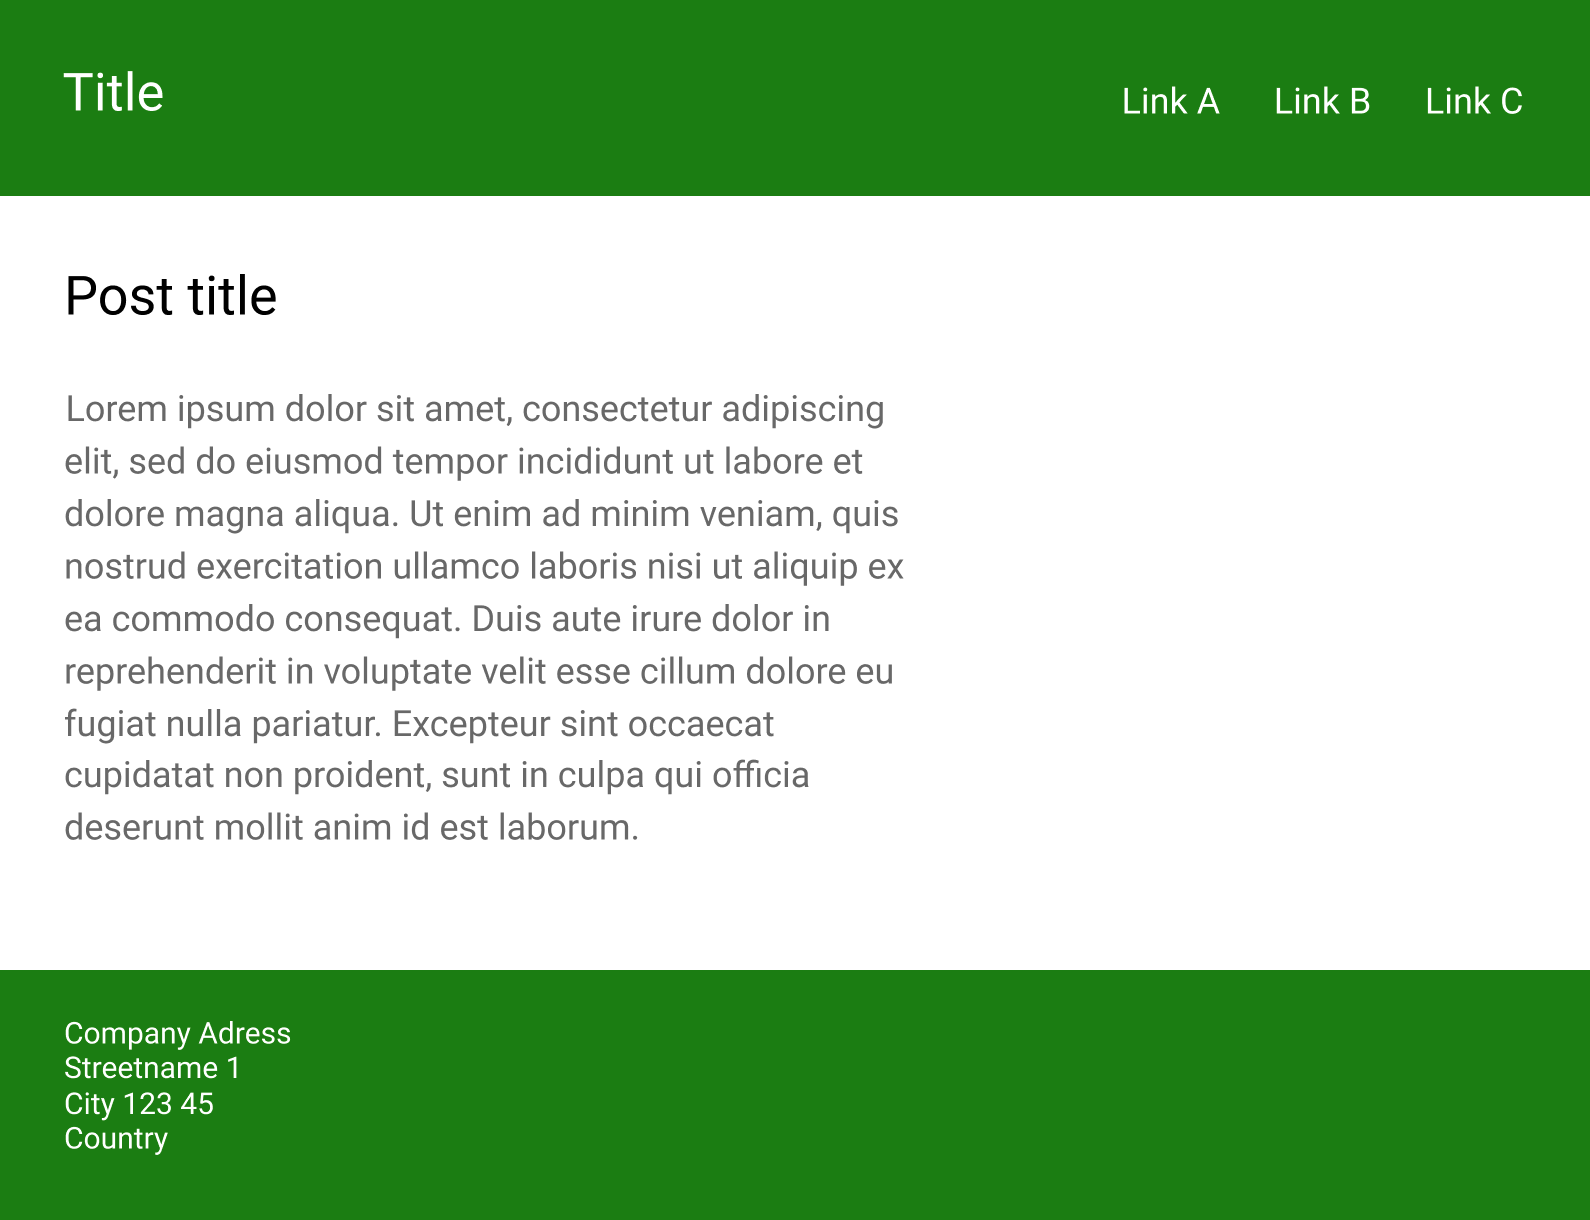 Title
Link A Link B Link C
Post title
Lorem ipsum dolor sit amet, consectetur adipiscing
elit, sed do eiusmod tempor incididunt ut labore et
dolore magna aliqua. Ut enim ad minim veniam, quis
nostrud exercitation ullamco laboris nisi ut aliquip ex
ea commodo consequat. Duis aute irure dolor in
reprehenderit in voluptate velit esse cillum dolore eu
fugiat nulla pariatur. Excepteur sint occaecat
cupidatat non proident, sunt in culpa qui officia
deserunt mollit anim id est laborum.
Company Adress
Streetname 1
City 123 45
Country